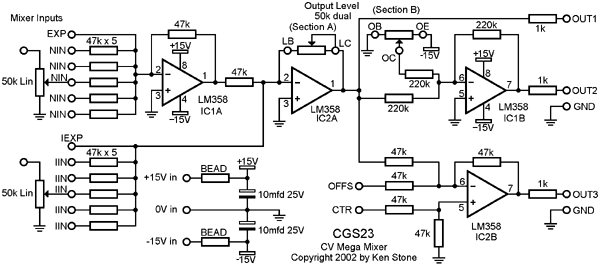 Mixer Inputs
EXP
NIN
NIN
NIN
NIN
NIN
47k x 5
50k Lin
47k
+15V
2
3
8
1
4
LM358
IC1A
-15V
47k
Output Level
50k dual
(Section A)
LB
LC
2
3
1
LM358
IC2A
(Section B)
OB
OE
-15V
OC
220k
220k
220k
+15V
6
5
8
7
4
LM358
IC1B
-15V
1k
OUT1
1k
OUT2
GND
IEXP
IIN
IIN
IIN
IIN
IIN
47k x 5
50k Lin
+15V in
BEAD
+15V
10mfd 25V
0V in
10mfd 25V
-15V in
BEAD
-15V
47k
47k
OFFS
47k
CTR
47k
47k
6
5
7
LM358
IC2B
1k
OUT3
GND
CGS23
CV Mega Mixer
Copyright 2002 by Ken Stone